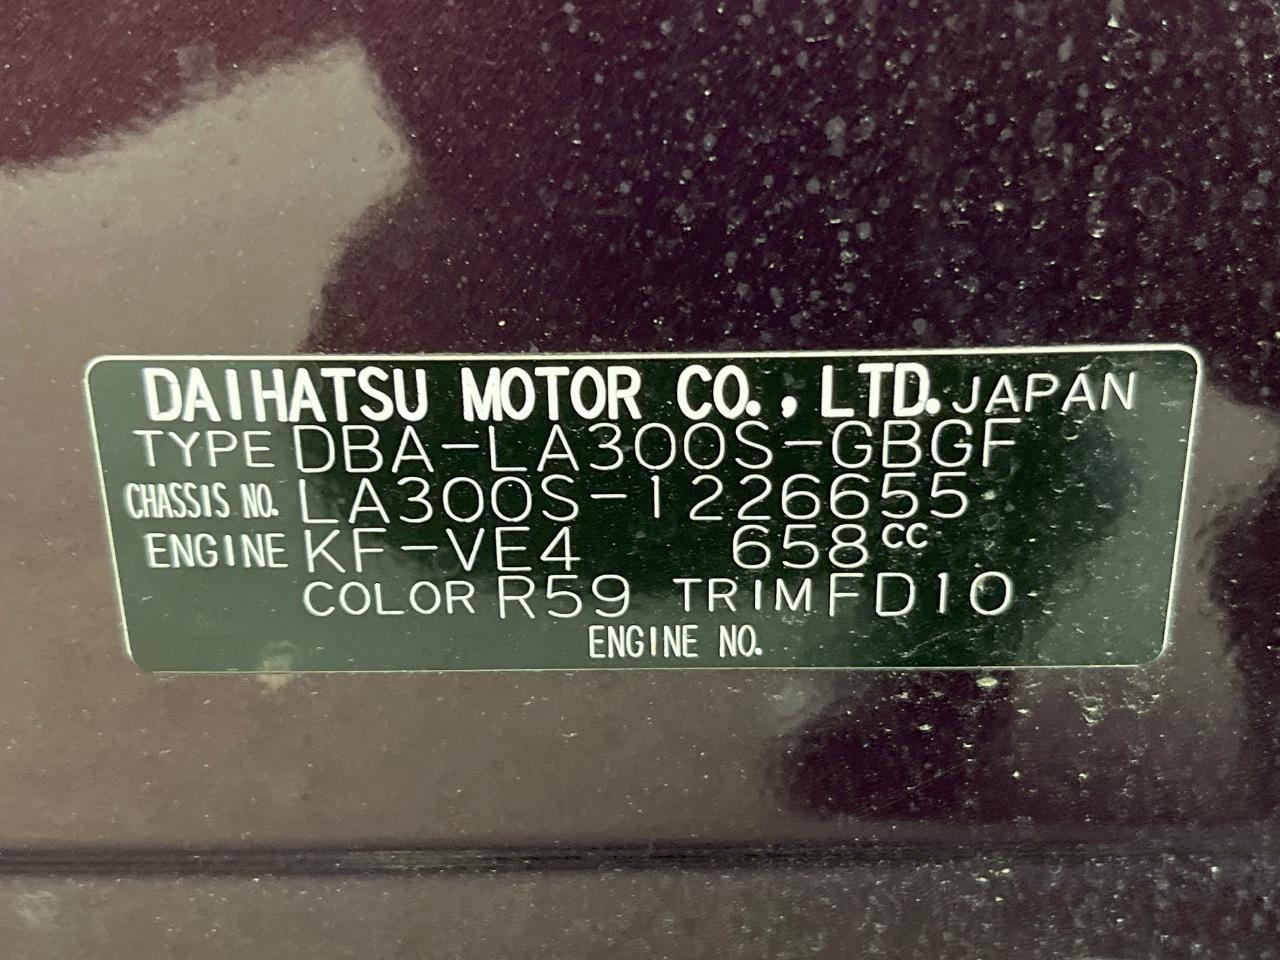 DAIHATSU MOTOR CO., LTD. JAPAN
TYPE DBA-LA300S-GBGF
CHASSIS NO. LA300S-1226655
ENGINE KF-VE4 658cc
COLOR R59 TRIM FD10
ENGINE NO.